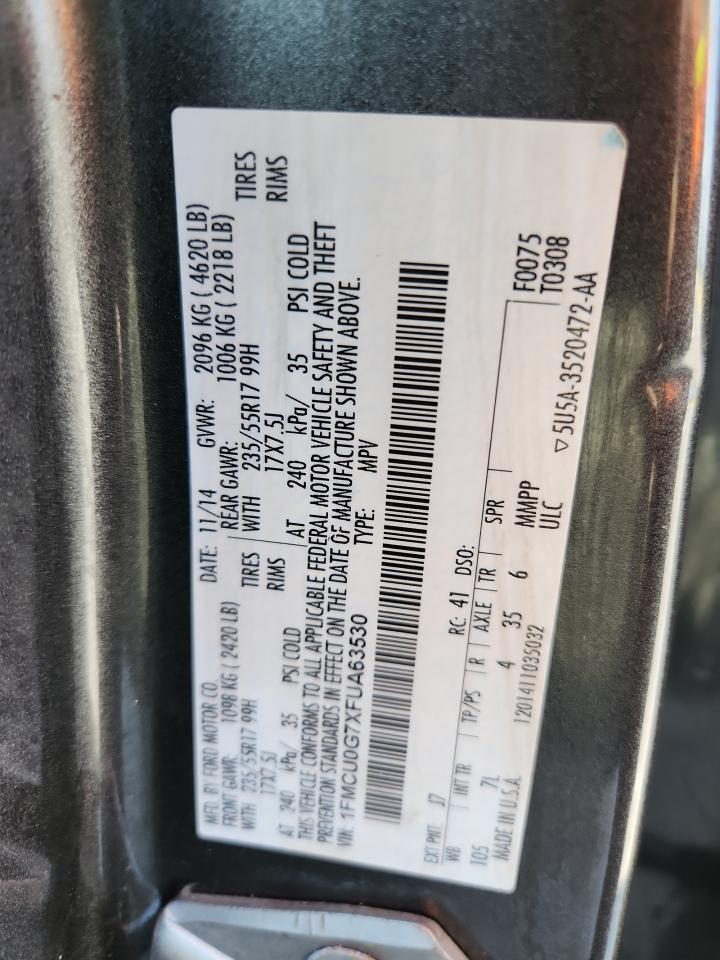 MFD. BY FORD MOTOR CO. DATE: 11/14 GVWR: 2096 KG ( 4620 LB)
FRONT GAWR: 1098 KG ( 2420 LB) REAR GAWR: 1006 KG ( 2218 LB)
WITH 235/55R17 99H TIRES WITH 235/55R17 99H TIRES
17X7.5J RIMS 17X7.5J RIMS
AT 240 kPa/ 35 PSI COLD AT 240 kPa/ 35 PSI COLD
THIS VEHICLE CONFORMS TO ALL APPLICABLE FEDERAL MOTOR VEHICLE SAFETY AND THEFT
PREVENTION STANDARDS IN EFFECT ON THE DATE OF MANUFACTURE SHOWN ABOVE.
VIN: 1FMCU0G7XFUA63530 TYPE: MPV
EXT PNT: J7 RC: 41 DSO:
WB INT TR TP/PS R AXLE TR SPR F0075
105 7L 4 35 6 MMPP T0308
MADE IN U.S.A. 1201411035032 ULC ▽5U5A-3520472-AA